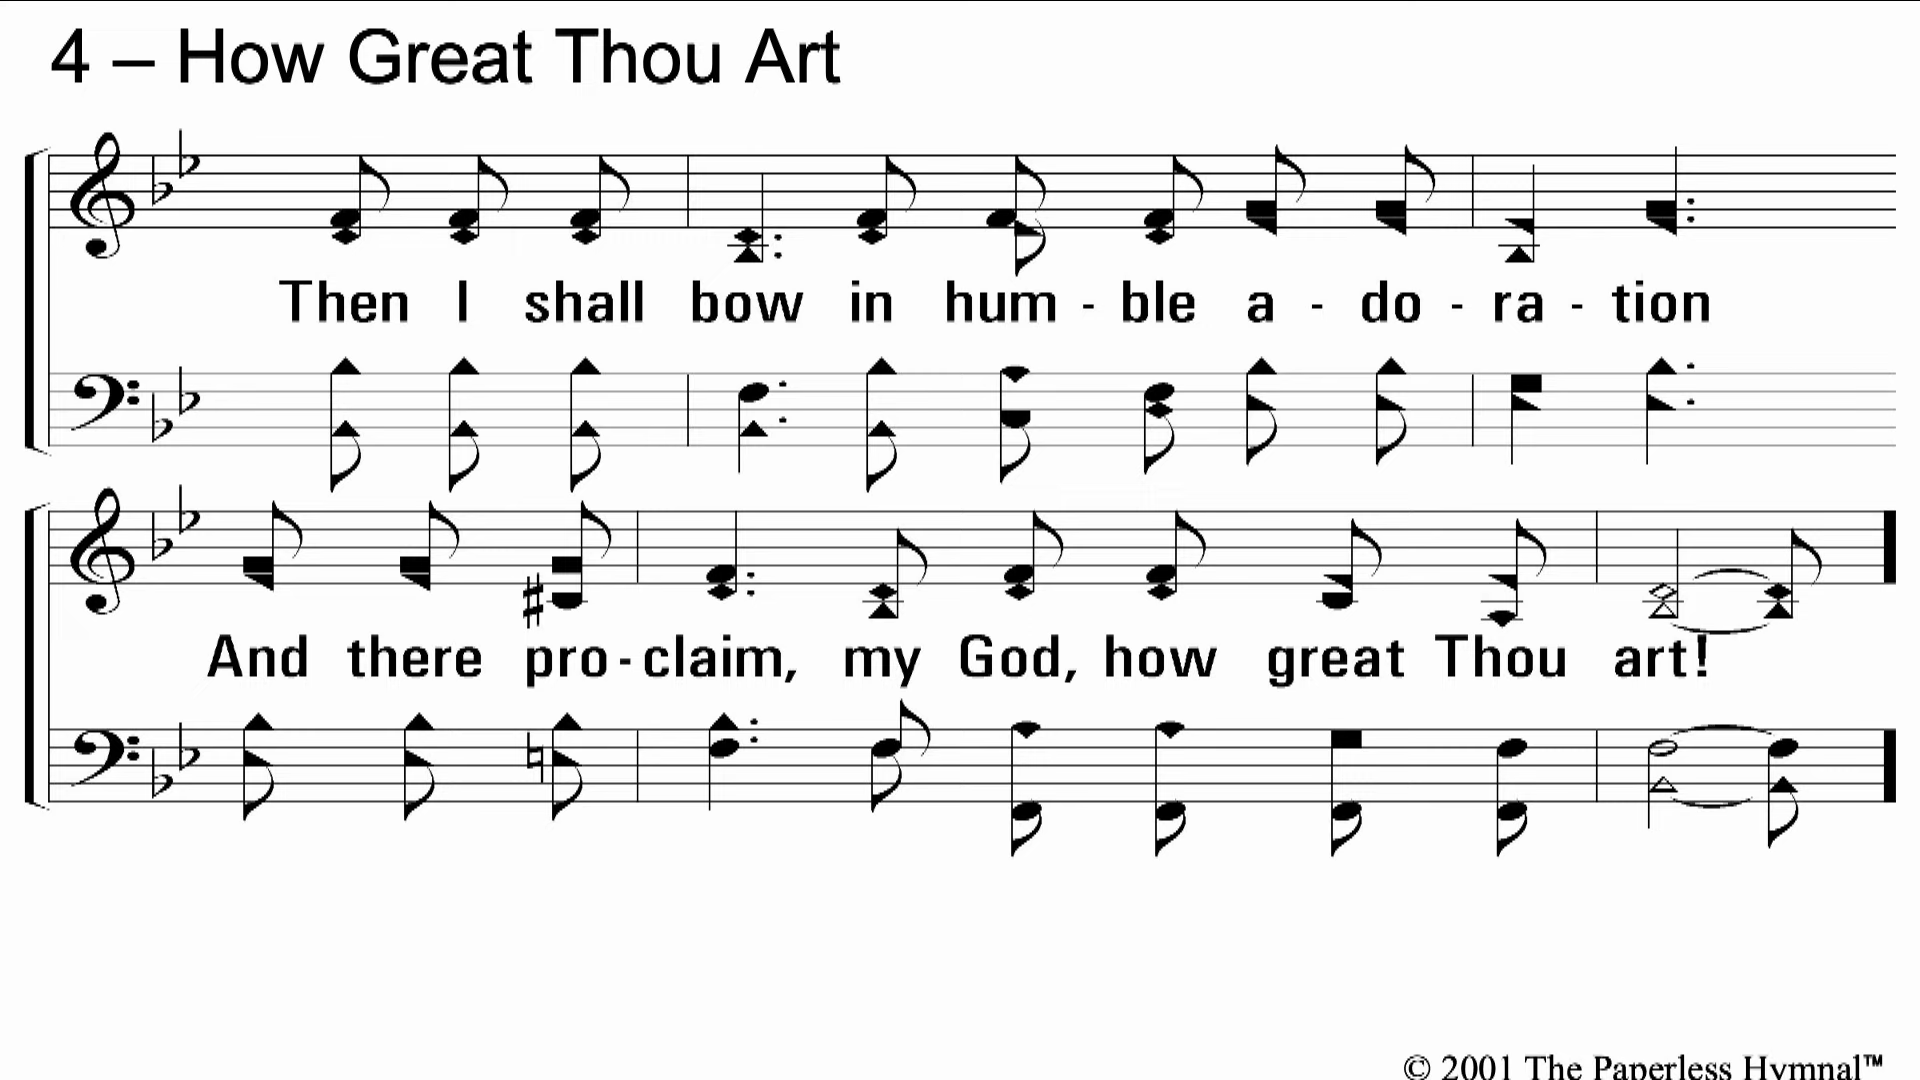 4 – How Great Thou Art
Then I shall bow in hum - ble a - do - ra - tion
And there pro - claim, my God, how great Thou art!
© 2001 The Paperless Hymnal™